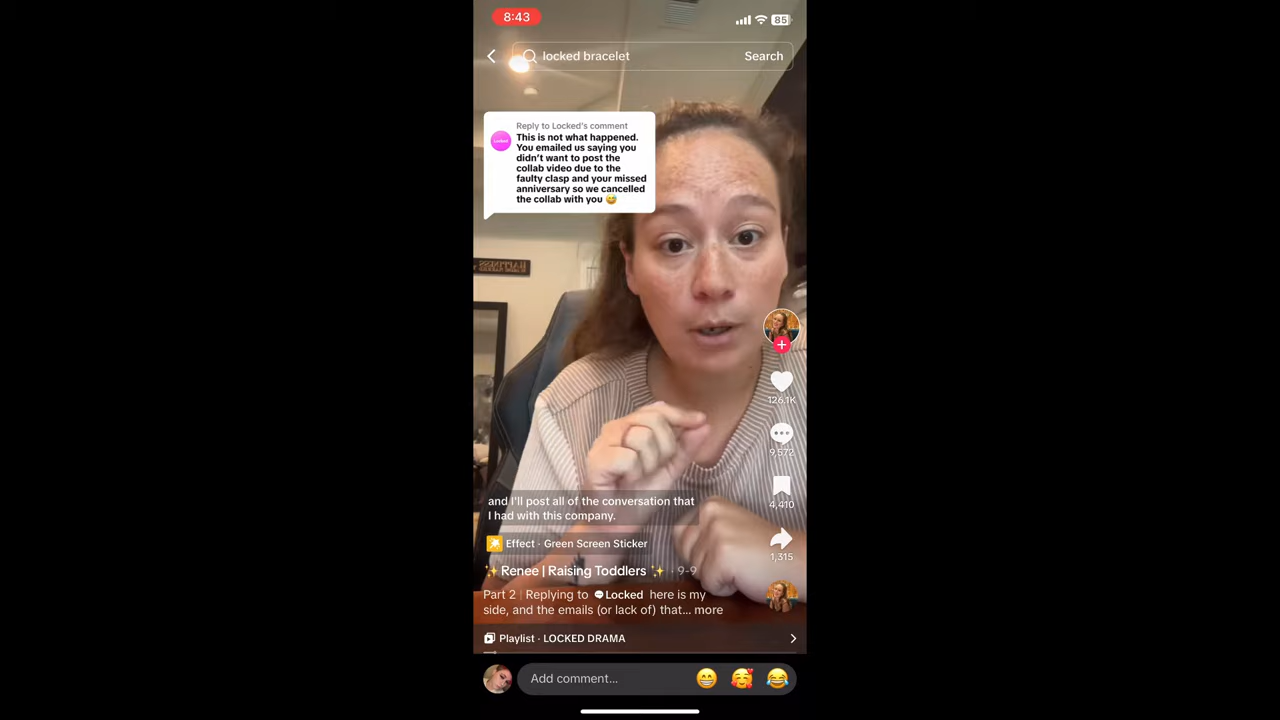 8:43
85
locked bracelet
Search
Reply to Locked's comment
This is not what happened.
You emailed us saying you
didn't want to post the
collab video due to the
faulty clasp and your missed
anniversary so we cancelled
the collab with you 😅
HAPPINESS
126.1K
9,572
4,410
1,315
and I'll post all of the conversation that
I had with this company.
Effect · Green Screen Sticker
✨ Renee | Raising Toddlers ✨ · 9-9
Part 2 | Replying to Locked here is my
side, and the emails (or lack of) that... more
Playlist · LOCKED DRAMA
Add comment...